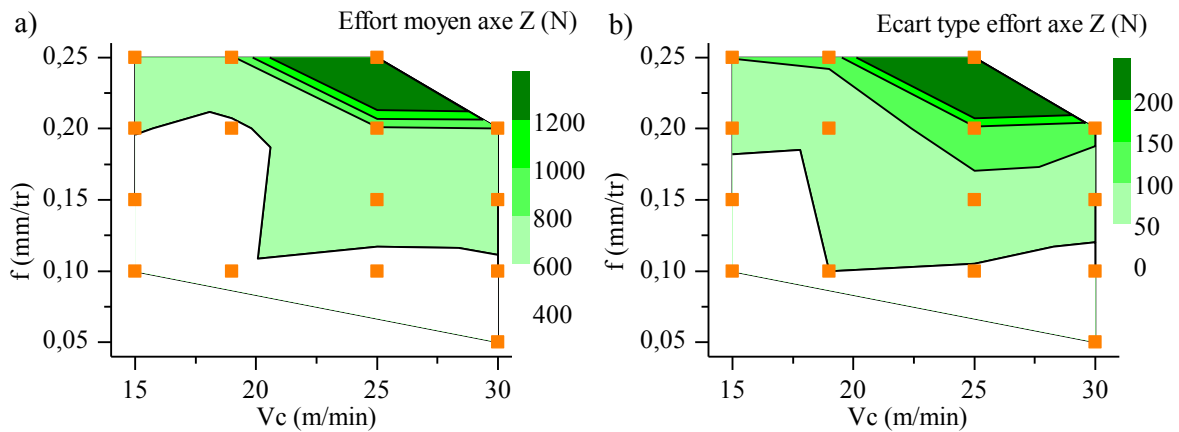 a) Effort moyen axe Z (N)
0,25
0,20
0,15
0,10
0,05
f (mm/tr)
15 20 25 30
Vc (m/min)
1200
1000
800
600
400
b) Ecart type effort axe Z (N)
0,25
0,20
0,15
0,10
0,05
f (mm/tr)
15 20 25 30
Vc (m/min)
200
150
100
50
0